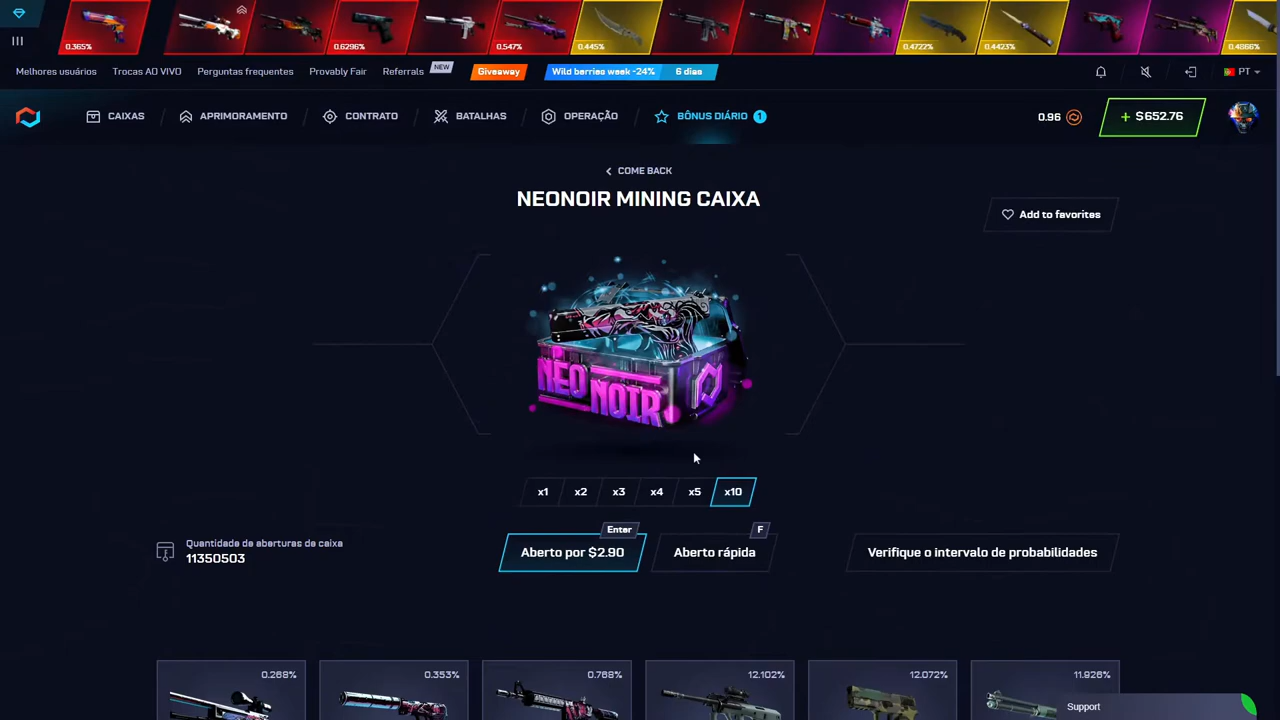 0.365%
0.6296%
0.547%
0.445%
0.4722%
0.4423%
0.4866%
Melhores usuários
Trocas AO VIVO
Perguntas frequentes
Provably Fair
Referrals
NEW
Giveaway
Wild berries week -24%
6 dias
PT
CAIXAS
APRIMORAMENTO
CONTRATO
BATALHAS
OPERAÇÃO
BÔNUS DIÁRIO
1
0.96
+ $652.76
COME BACK
NEONOIR MINING CAIXA
Add to favorites
NEO
NOIR
x1
x2
x3
x4
x5
x10
Enter
F
Quantidade de aberturas de caixa
11350503
Aberto por $2.90
Aberto rápida
Verifique o intervalo de probabilidades
0.268%
0.353%
0.768%
12.102%
12.072%
11.926%
Support